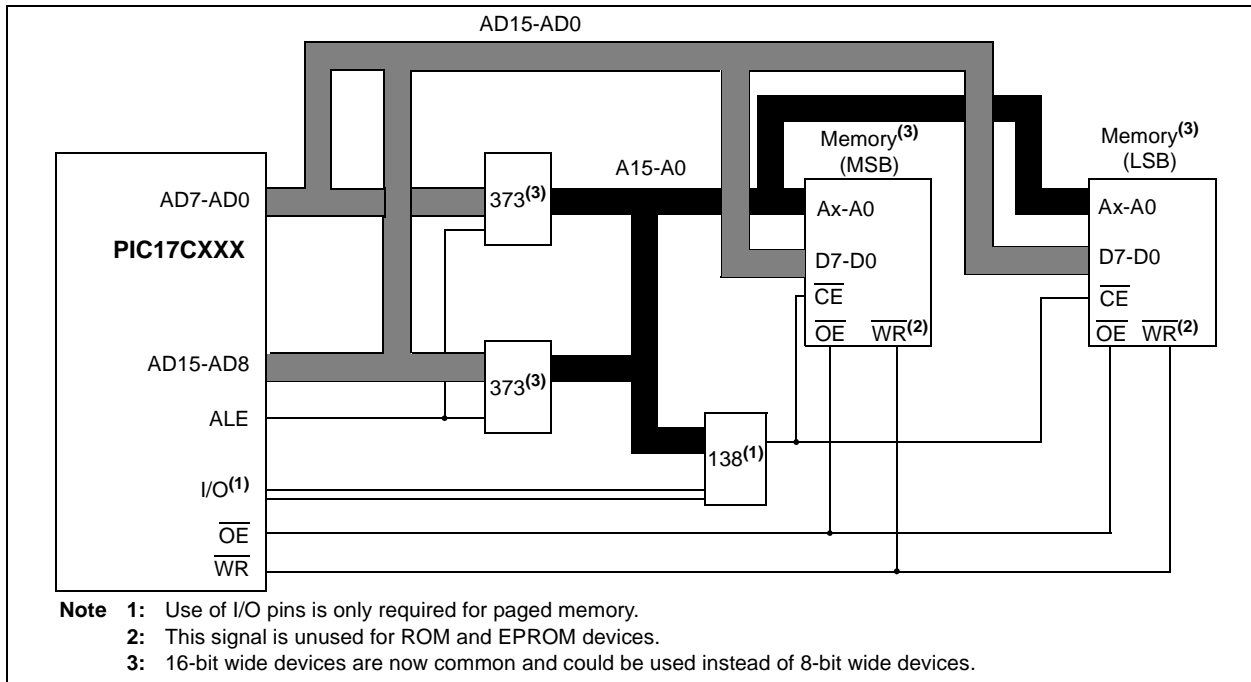 AD15-AD0
Memory(3)
(MSB)
Memory(3)
(LSB)
A15-A0
AD7-AD0
373(3)
Ax-A0
Ax-A0
PIC17CXXX
D7-D0
D7-D0
CE
CE
OE WR(2)
OE WR(2)
AD15-AD8
373(3)
ALE
138(1)
I/O(1)
OE
WR
Note 1: Use of I/O pins is only required for paged memory.
2: This signal is unused for ROM and EPROM devices.
3: 16-bit wide devices are now common and could be used instead of 8-bit wide devices.